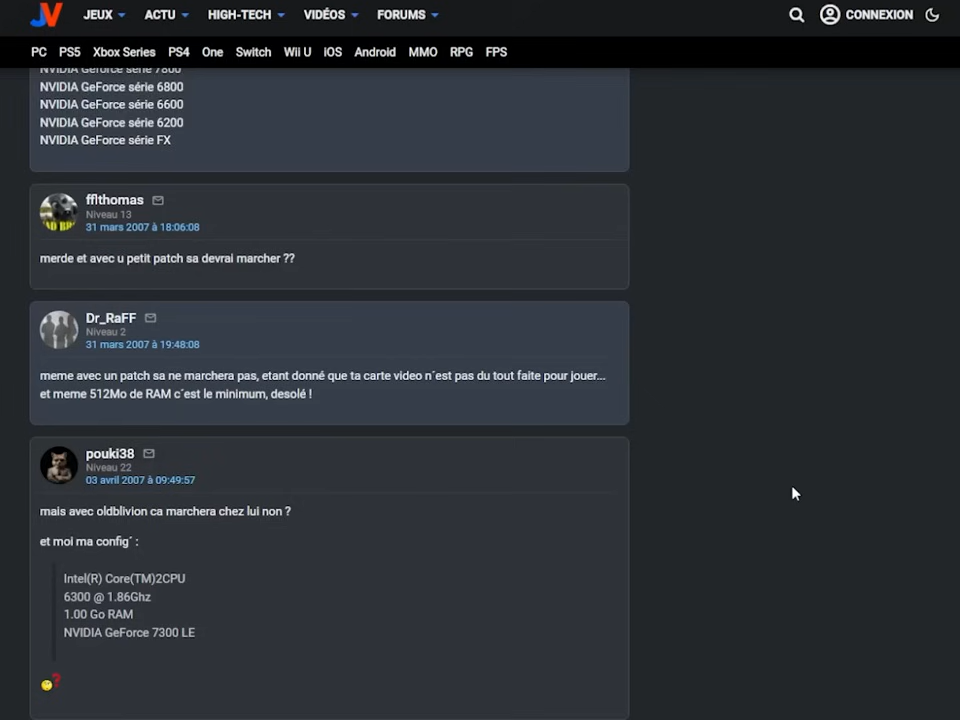 JV JEUX ACTU HIGH-TECH VIDÉOS FORUMS CONNEXION
PC PS5 Xbox Series PS4 One Switch Wii U iOS Android MMO RPG FPS
NVIDIA GeForce série 7800
NVIDIA GeForce série 6800
NVIDIA GeForce série 6600
NVIDIA GeForce série 6200
NVIDIA GeForce série FX
fflthomas
Niveau 13
31 mars 2007 à 18:06:08
merde et avec u petit patch sa devrai marcher ??
Dr_RaFF
Niveau 2
31 mars 2007 à 19:48:08
meme avec un patch sa ne marchera pas, etant donné que ta carte video n´est pas du tout faite pour jouer...
et meme 512Mo de RAM c´est le minimum, desolé !
pouki38
Niveau 22
03 avril 2007 à 09:49:57
mais avec oldblivion ca marchera chez lui non ?
et moi ma config´ :
Intel(R) Core(TM)2CPU
6300 @ 1.86Ghz
1.00 Go RAM
NVIDIA GeForce 7300 LE